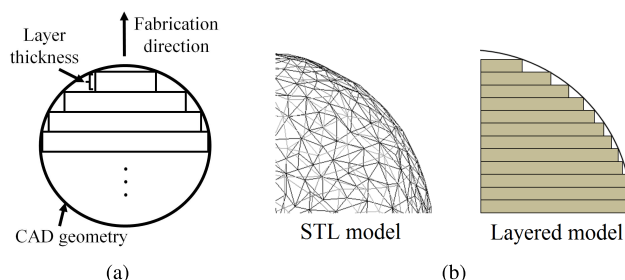 Fabrication
direction
Layer
thickness
CAD geometry
(a)
STL model
Layered model
(b)